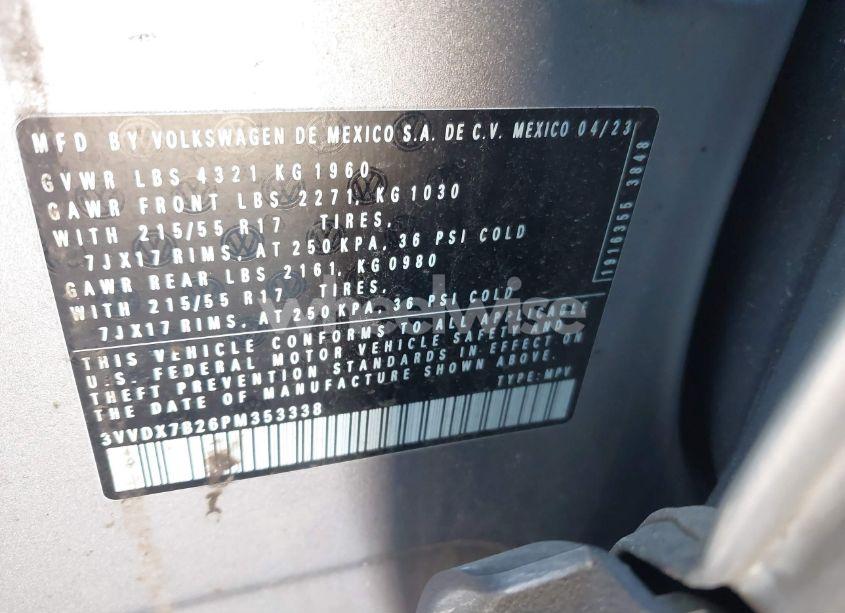 MFD BY VOLKSWAGEN DE MEXICO S.A. DE C.V. MEXICO 04/23
GVWR LBS 4321 KG 1960
GAWR FRONT LBS 2271, KG 1030
WITH 215/55 R17 TIRES,
7JX17 RIMS, AT 250 KPA, 36 PSI COLD
GAWR REAR LBS 2161, KG 0980
WITH 215/55 R17 TIRES,
7JX17 RIMS, AT 250 KPA, 36 PSI COLD
THIS VEHICLE CONFORMS TO ALL APPLICABLE
U.S. FEDERAL MOTOR VEHICLE SAFETY AND
THEFT PREVENTION STANDARDS IN EFFECT ON
THE DATE OF MANUFACTURE SHOWN ABOVE.
TYPE: MPV
3VVDX7B26PM353338
1916355 3848
wheelwise